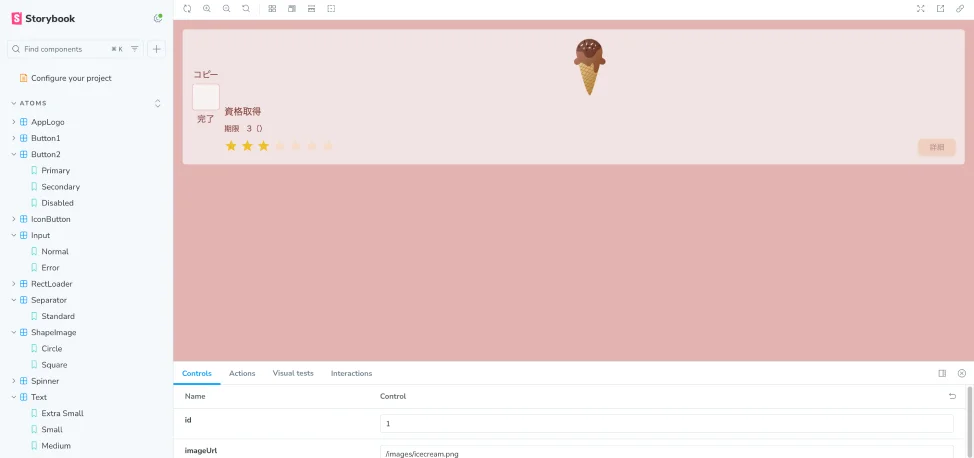 Storybook
Find components
⌘ K
Configure your project
ATOMS
AppLogo
Button1
Button2
Primary
Secondary
Disabled
IconButton
Input
Normal
Error
RectLoader
Separator
Standard
ShapeImage
Circle
Square
Spinner
Text
Extra Small
Small
Medium
コピー
完了
資格取得
期限 3 ()
詳細
Controls Actions Visual tests Interactions
Name Control
id 1
imageUrl /images/icecream.png